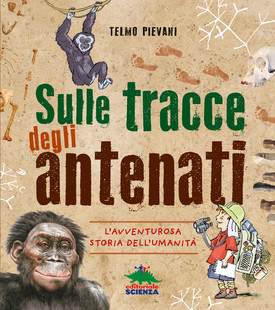 TELMO PIEVANI
Sulle tracce
degli
antenati
L'AVVENTUROSA
STORIA DELL'UMANITÀ
editoriale
SCIENZA